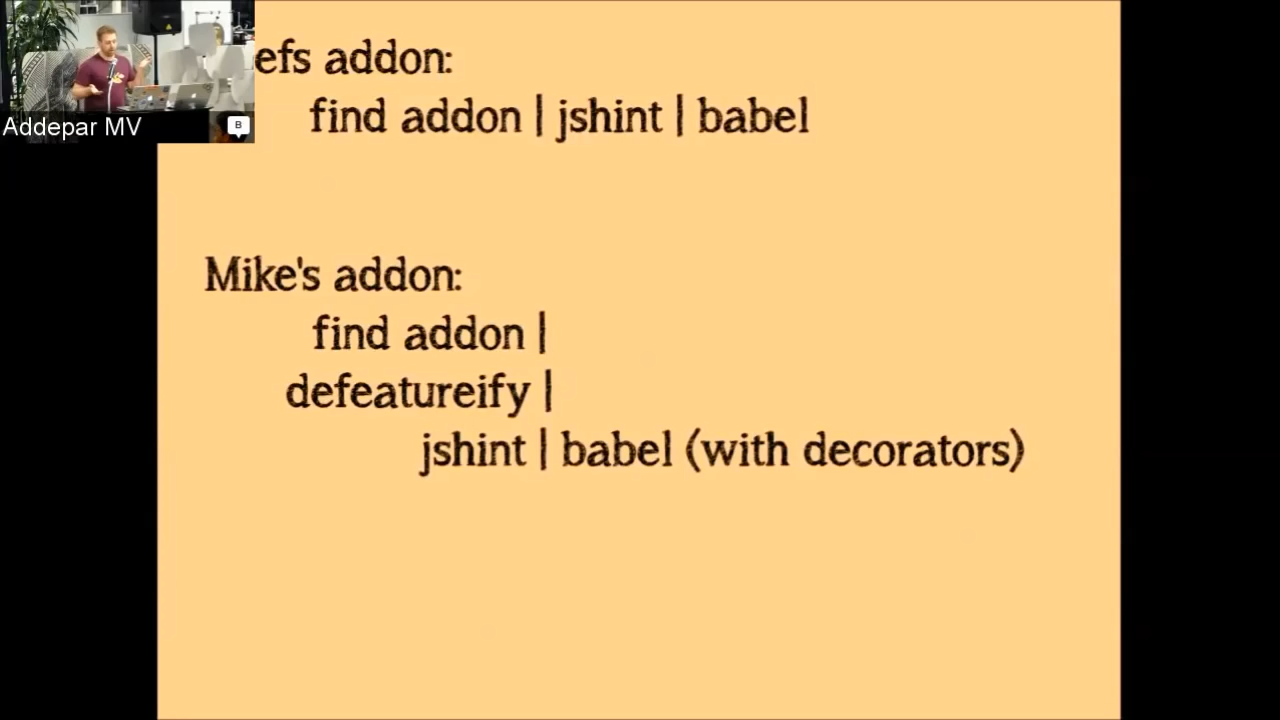 efs addon:
find addon | jshint | babel
Addepar MV
B
Mike's addon:
find addon |
defeatureify |
jshint | babel (with decorators)